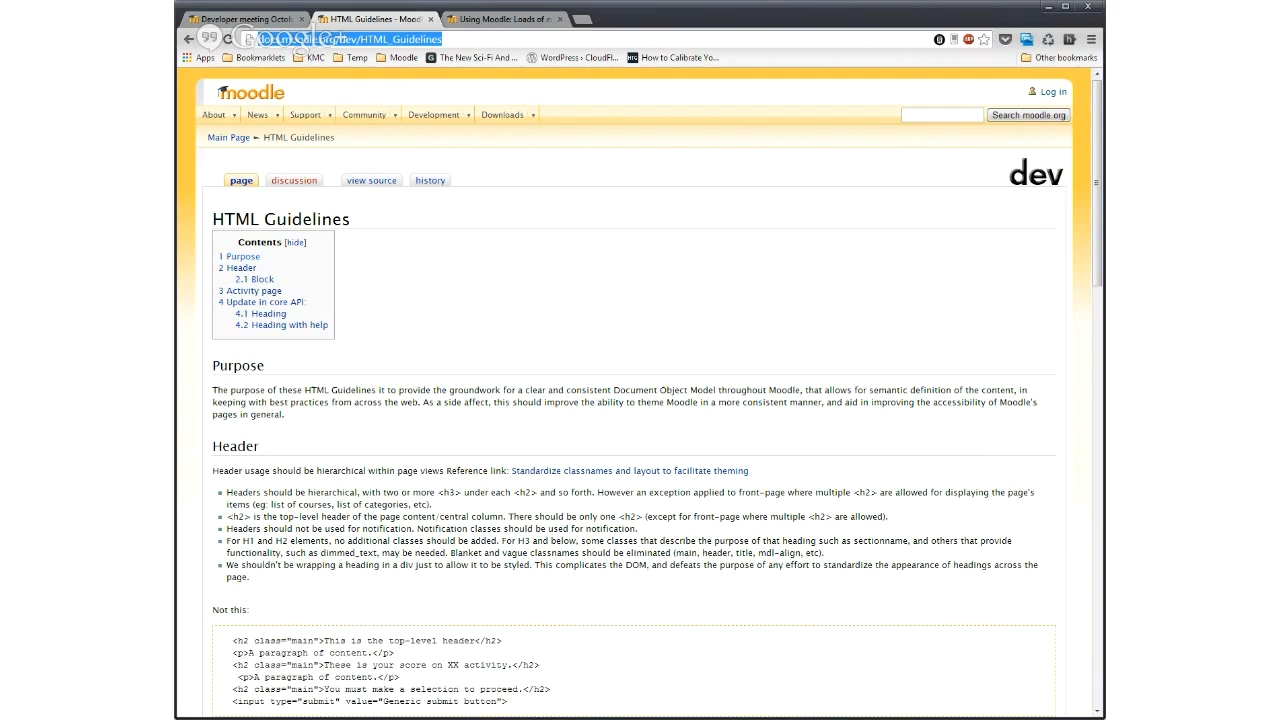 Developer meeting Octob
HTML Guidelines - Mood
Using Moodle: Loads of e
99 Google+
docs.moodle.org/dev/HTML_Guidelines
Apps Bookmarklets KMC Temp Moodle The New Sci-Fi And ... WordPress › CloudFl... How to Calibrate Yo... Other bookmarks
moodle
Log in
About News Support Community Development Downloads Search moodle.org
Main Page ► HTML Guidelines
page discussion view source history
dev
HTML Guidelines
Contents [hide]
1 Purpose
2 Header
2.1 Block
3 Activity page
4 Update in core API:
4.1 Heading
4.2 Heading with help
Purpose
The purpose of these HTML Guidelines it to provide the groundwork for a clear and consistent Document Object Model throughout Moodle, that allows for semantic definition of the content, in
keeping with best practices from across the web. As a side affect, this should improve the ability to theme Moodle in a more consistent manner, and aid in improving the accessibility of Moodle's
pages in general.
Header
Header usage should be hierarchical within page views Reference link: Standardize classnames and layout to facilitate theming
Headers should be hierarchical, with two or more <h3> under each <h2> and so forth. However an exception applied to front-page where multiple <h2> are allowed for displaying the page's
items (eg: list of courses, list of categories, etc).
<h2> is the top-level header of the page content/central column. There should be only one <h2> (except for front-page where multiple <h2> are allowed).
Headers should not be used for notification. Notification classes should be used for notification.
For H1 and H2 elements, no additional classes should be added. For H3 and below, some classes that describe the purpose of that heading such as sectionname, and others that provide
functionality, such as dimmed_text, may be needed. Blanket and vague classnames should be eliminated (main, header, title, mdl-align, etc).
We shouldn't be wrapping a heading in a div just to allow it to be styled. This complicates the DOM, and defeats the purpose of any effort to standardize the appearance of headings across the
page.
Not this:
<h2 class="main">This is the top-level header</h2>
<p>A paragraph of content.</p>
<h2 class="main">These is your score on XX activity.</h2>
<p>A paragraph of content.</p>
<h2 class="main">You must make a selection to proceed.</h2>
<input type="submit" value="Generic submit button">